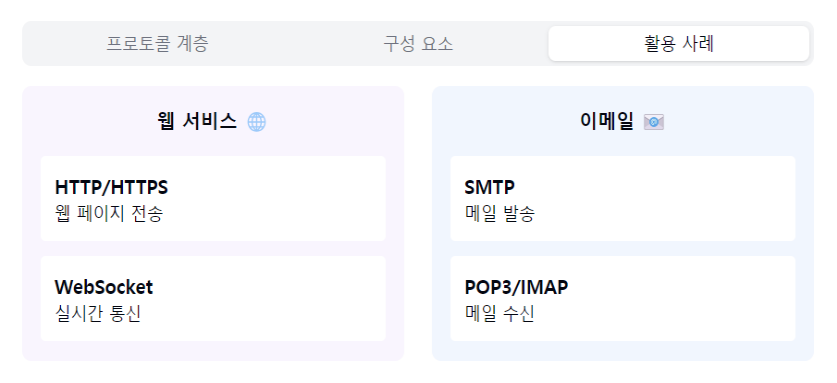 프로토콜 계층
구성 요소
활용 사례
웹 서비스
HTTP/HTTPS
웹 페이지 전송
WebSocket
실시간 통신
이메일
SMTP
메일 발송
POP3/IMAP
메일 수신